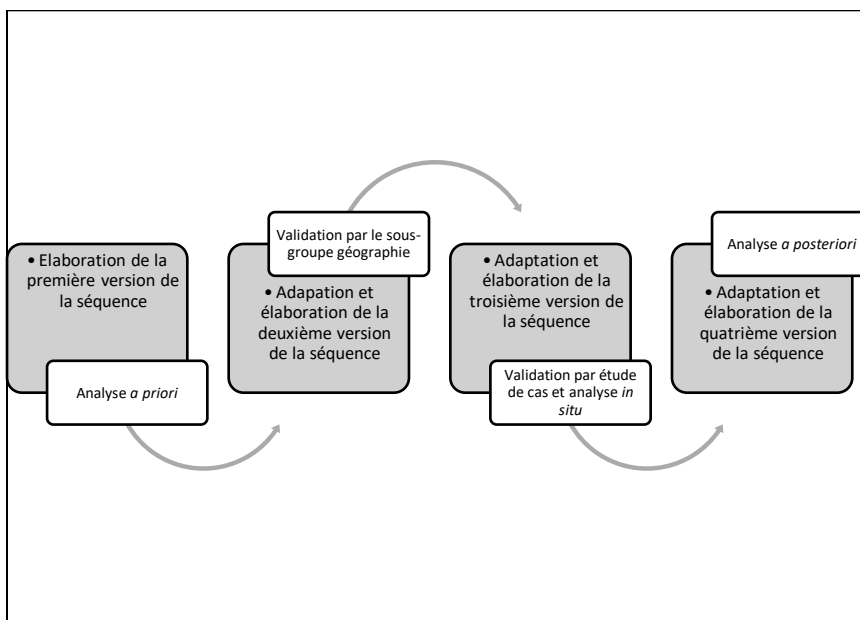 • Elaboration de la
première version de
la séquence
Analyse a priori
Validation par le sous-
groupe géographie
• Adapation et
élaboration de la
deuxième version
de la séquence
• Adaptation et
élaboration de la
troisième version de
la séquence
Validation par étude
de cas et analyse in
situ
Analyse a posteriori
• Adaptation et
élaboration de la
quatrième version
de la séquence